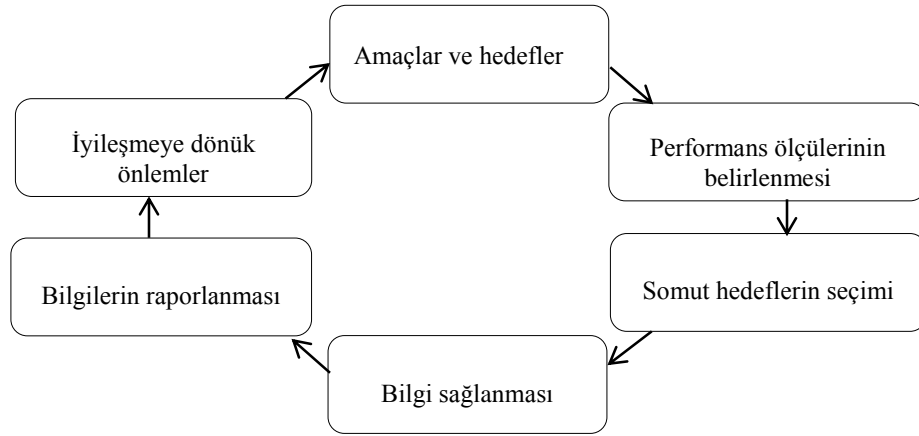 Amaçlar ve hedefler
Performans ölçülerinin
belirlenmesi
Somut hedeflerin seçimi
Bilgi sağlanması
Bilgilerin raporlanması
İyileşmeye dönük
önlemler